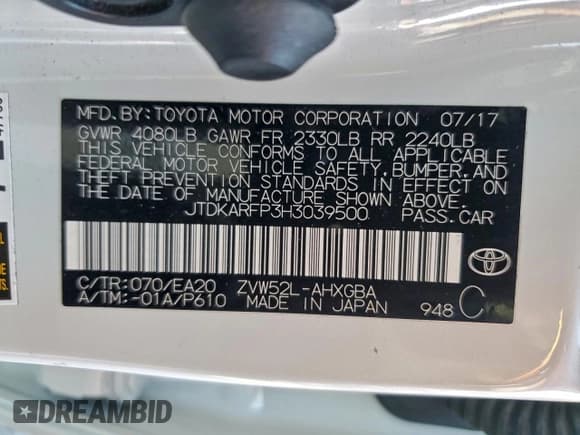 MFD.BY:TOYOTA MOTOR CORPORATION 07/17
GVWR 4080LB GAWR FR 2330LB RR 2240LB
THIS VEHICLE CONFORMS TO ALL APPLICABLE
FEDERAL MOTOR VEHICLE SAFETY, BUMPER, AND
THEFT PREVENTION STANDARDS IN EFFECT ON
THE DATE OF MANUFACTURE SHOWN ABOVE.
JTDKARFP3H3039500 PASS.CAR
C/TR:070/EA20 ZVW52L-AHXGBA
A/TM:-01A/P610 MADE IN JAPAN 948 C
TOYOTA
DREAMBID